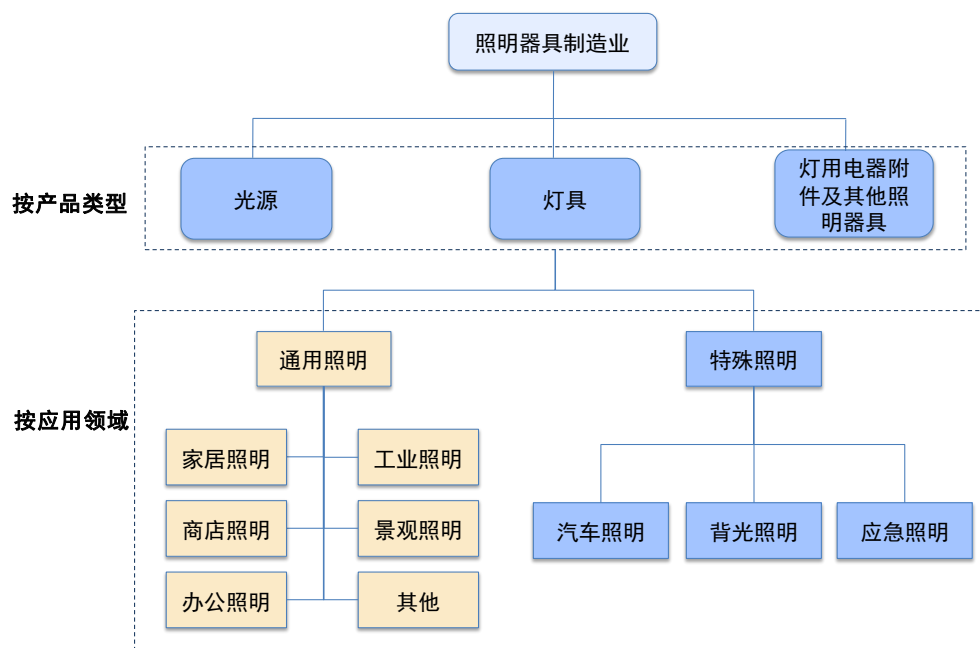 照明器具制造业
按产品类型
光源
灯具
灯用电器附
件及其他照
明器具
按应用领域
通用照明
特殊照明
家居照明
工业照明
商店照明
景观照明
办公照明
其他
汽车照明
背光照明
应急照明